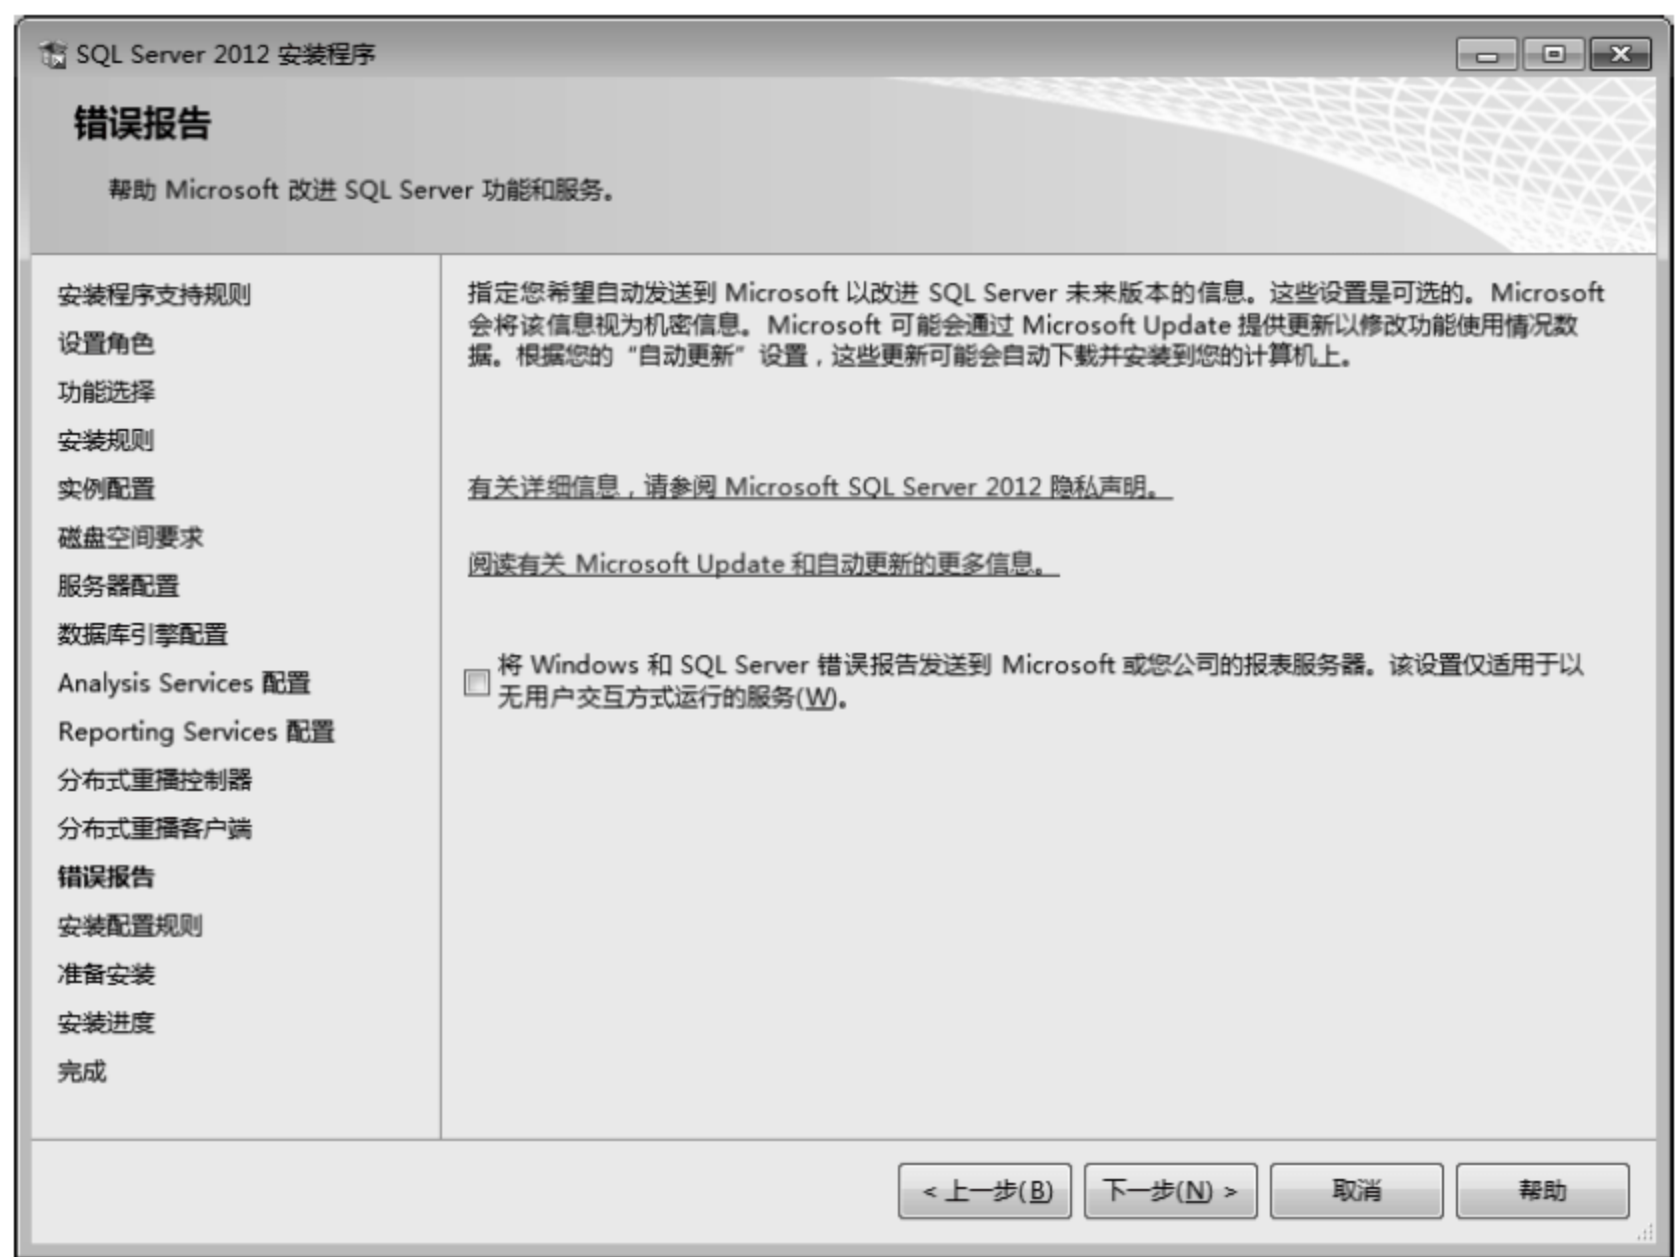 SQL Server 2012 安装程序
错误报告
帮助 Microsoft 改进 SQL Server 功能和服务。
安装程序支持规则
设置角色
功能选择
安装规则
实例配置
磁盘空间要求
服务器配置
数据库引擎配置
Analysis Services 配置
Reporting Services 配置
分布式重播控制器
分布式重播客户端
错误报告
安装配置规则
准备安装
安装进度
完成
指定您希望自动发送到 Microsoft 以改进 SQL Server 未来版本的信息。这些设置是可选的。Microsoft
会将该信息视为机密信息。Microsoft 可能会通过 Microsoft Update 提供更新以修改功能使用情况数
据。根据您的“自动更新”设置，这些更新可能会自动下载并安装到您的计算机上。
有关详细信息，请参阅 Microsoft SQL Server 2012 隐私声明。
阅读有关 Microsoft Update 和自动更新的更多信息。
将 Windows 和 SQL Server 错误报告发送到 Microsoft 或您公司的报表服务器。该设置仅适用于以
无用户交互方式运行的服务(W)。
< 上一步(B)
下一步(N) >
取消
帮助